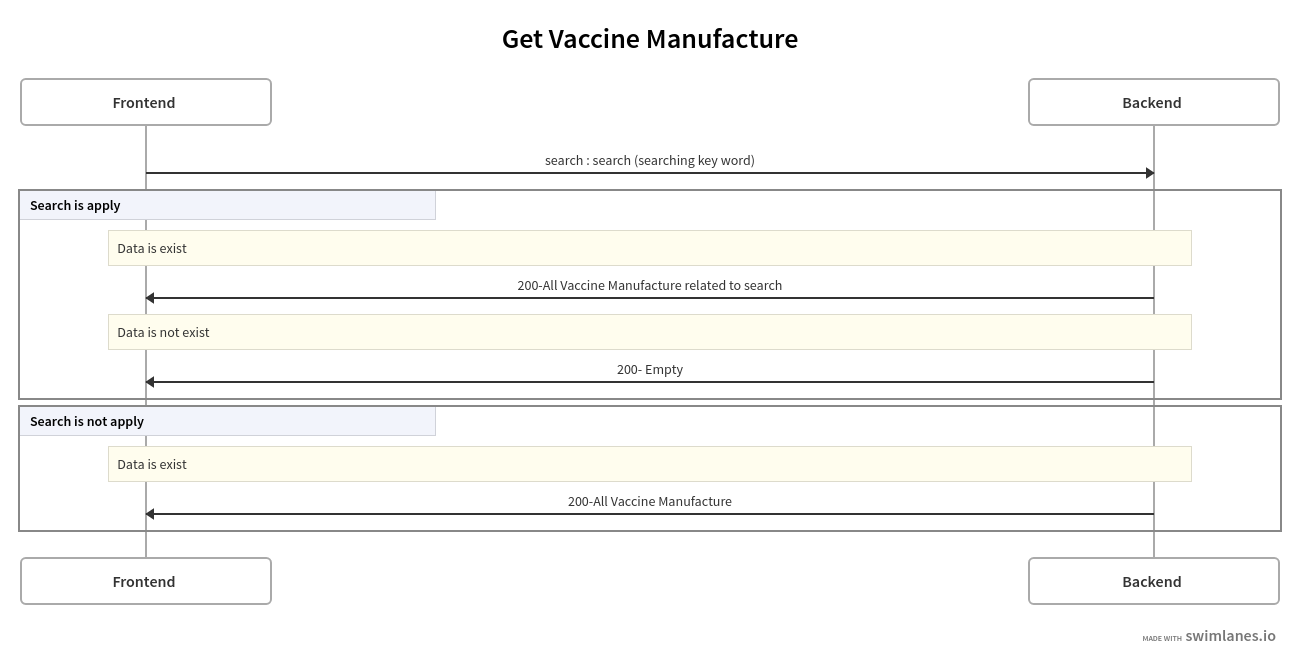 Get Vaccine Manufacture
Frontend
Backend
search : search (searching key word)
Search is apply
Data is exist
200-All Vaccine Manufacture related to search
Data is not exist
200- Empty
Search is not apply
Data is exist
200-All Vaccine Manufacture
Frontend
Backend
MADE WITH swimlanes.io